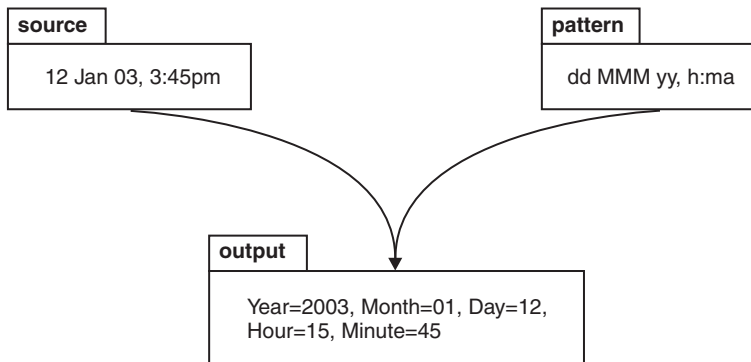 source
12 Jan 03, 3:45pm
pattern
dd MMM yy, h:ma
output
Year=2003, Month=01, Day=12,
Hour=15, Minute=45